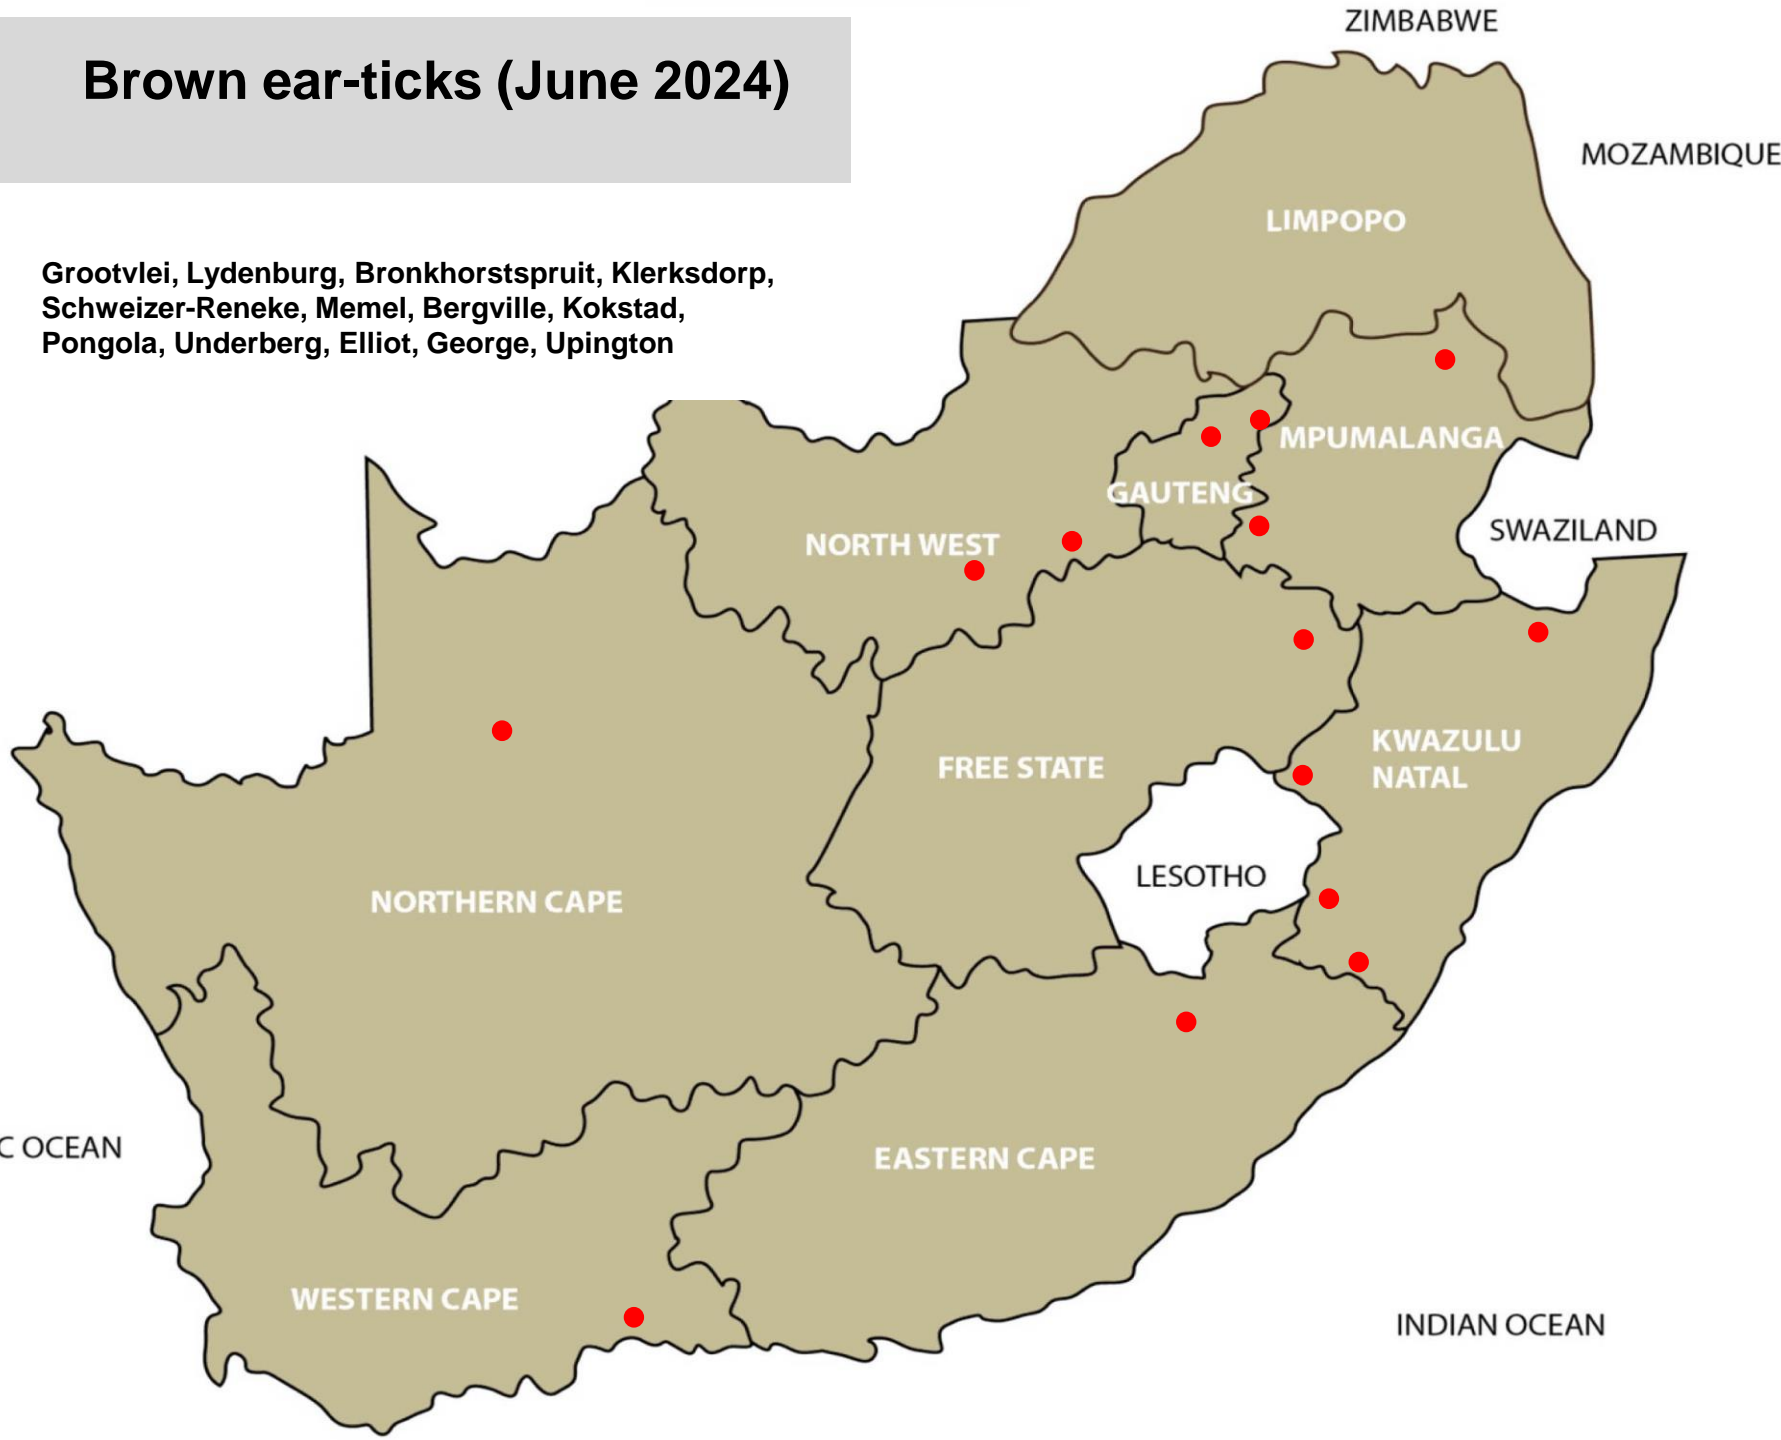 ZIMBABWE
Brown ear-ticks (June 2024)
MOZAMBIQUE
LIMPOPO
Grootvlei, Lydenburg, Bronkhorstspruit, Klerksdorp,
Schweizer-Reneke, Memel, Bergville, Kokstad,
Pongola, Underberg, Elliot, George, Upington
MPUMALANGA
GAUTENG
SWAZILAND
NORTH WEST
KWAZULU
NATAL
FREE STATE
LESOTHO
NORTHERN CAPE
C OCEAN
EASTERN CAPE
WESTERN CAPE
INDIAN OCEAN